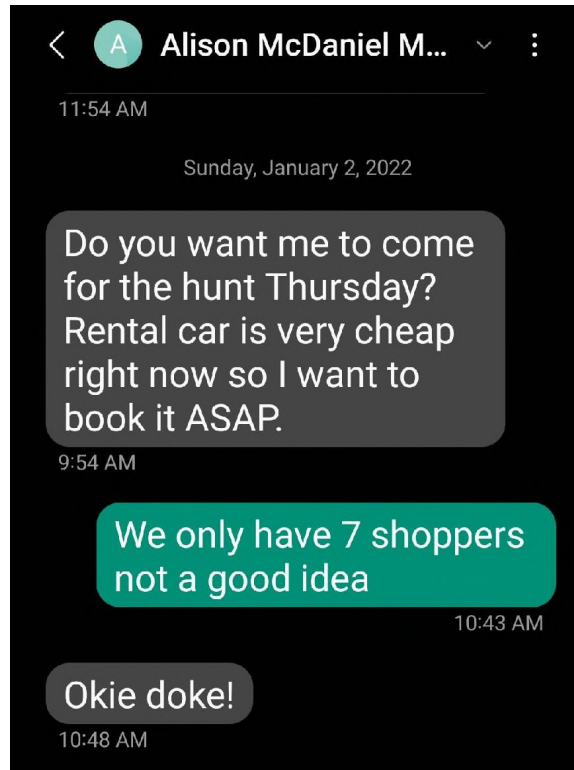 A Alison McDaniel M...
11:54 AM
Sunday, January 2, 2022
Do you want me to come
for the hunt Thursday?
Rental car is very cheap
right now so I want to
book it ASAP.
9:54 AM
We only have 7 shoppers
not a good idea
10:43 AM
Okie doke!
10:48 AM